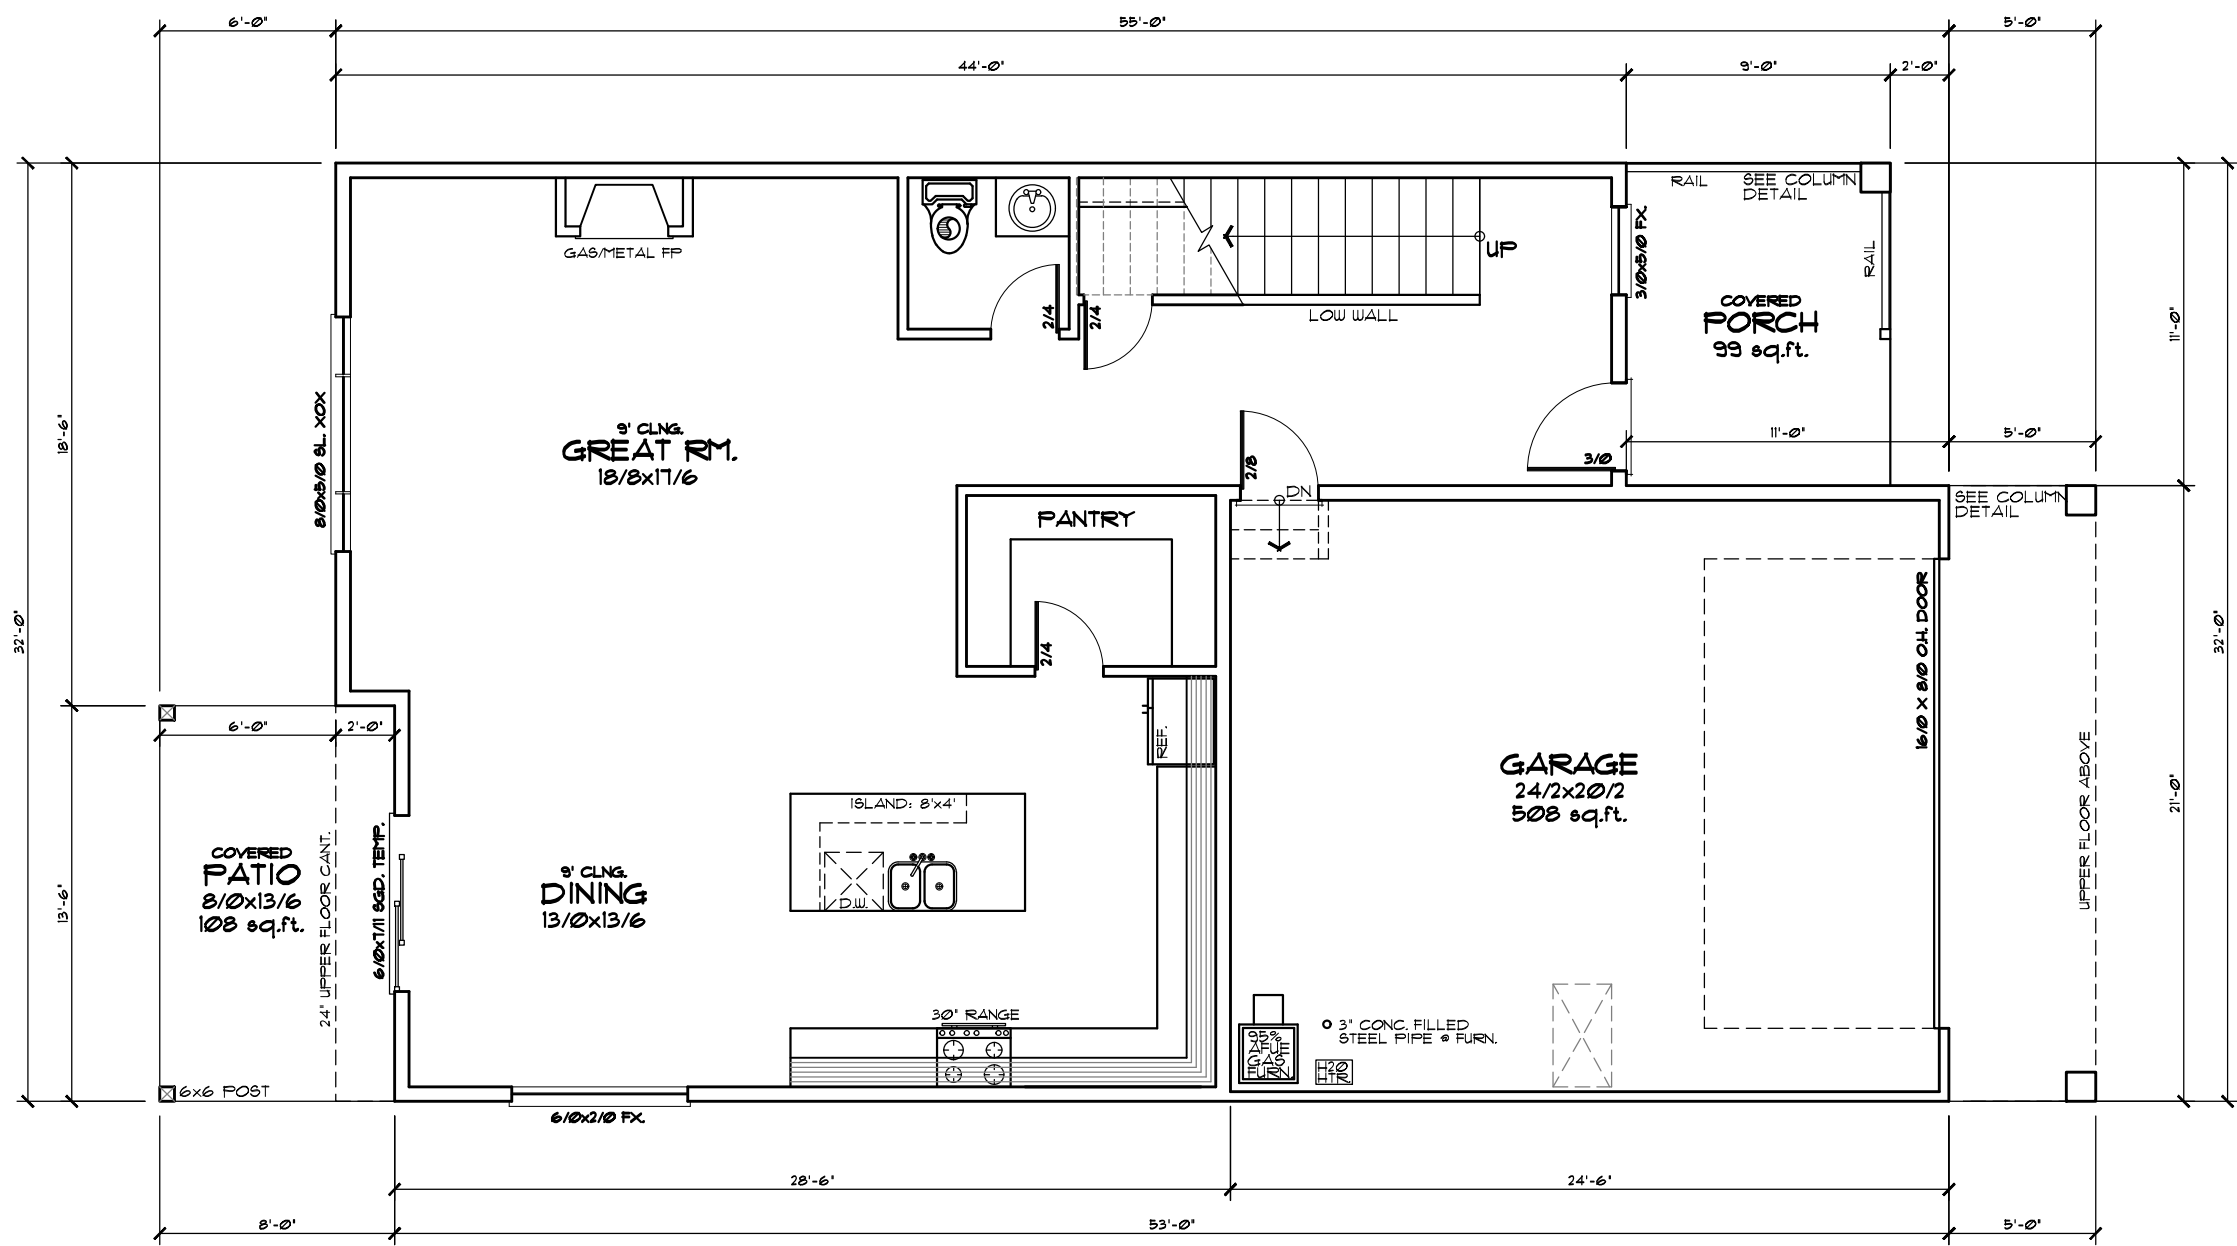 6'-0"
55'-0"
5'-0"
44'-0"
9'-0"
2'-0"
RAIL
SEE COLUMN
DETAIL
GAS/METAL FP
UP
3/0x5/0 FX.
RAIL
2/4
2/4
LOW WALL
COVERED
PORCH
99 sq.ft.
11'-0"
18'-6"
8/0x5/0 SL. XOX
9' CLNG.
GREAT RM.
18/8x17/6
2/8
3/0
11'-0"
5'-0"
DN
SEE COLUMN
DETAIL
PANTRY
32'-0"
32'-0"
2/4
16/0 X 8/0 O.H. DOOR
6'-0"
2'-0"
REF.
GARAGE
24/2x20/2
508 sq.ft.
UPPER FLOOR ABOVE
21'-0"
ISLAND: 8'x4'
13'-6"
COVERED
PATIO
8/0x13/6
108 sq.ft.
24" UPPER FLOOR CANT.
6/0x7/11 SGD. TEMP.
9' CLNG.
DINING
13/0x13/6
D.W.
30" RANGE
95%
AFUE
GAS
FURN.
3" CONC. FILLED
STEEL PIPE @ FURN.
H2O
HTR.
6x6 POST
6/0x2/0 FX.
28'-6"
24'-6"
8'-0"
53'-0"
5'-0"